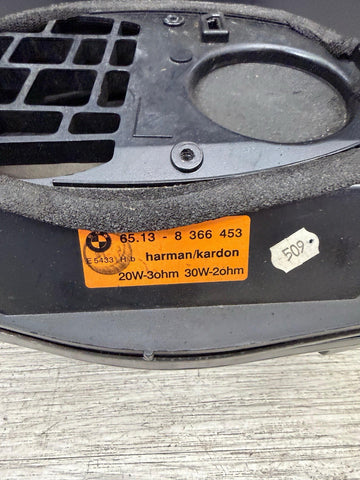 65.13 - 8 366 453
harman/kardon
20W-3ohm 30W-2ohm
509